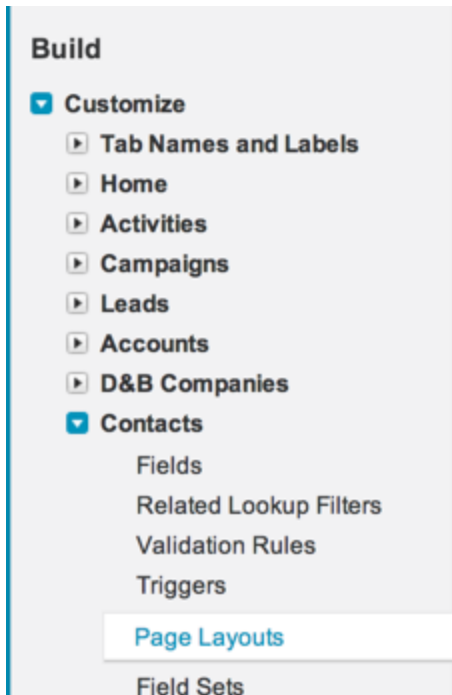 Build
Customize
Tab Names and Labels
Home
Activities
Campaigns
Leads
Accounts
D&B Companies
Contacts
Fields
Related Lookup Filters
Validation Rules
Triggers
Page Layouts
Field Sets